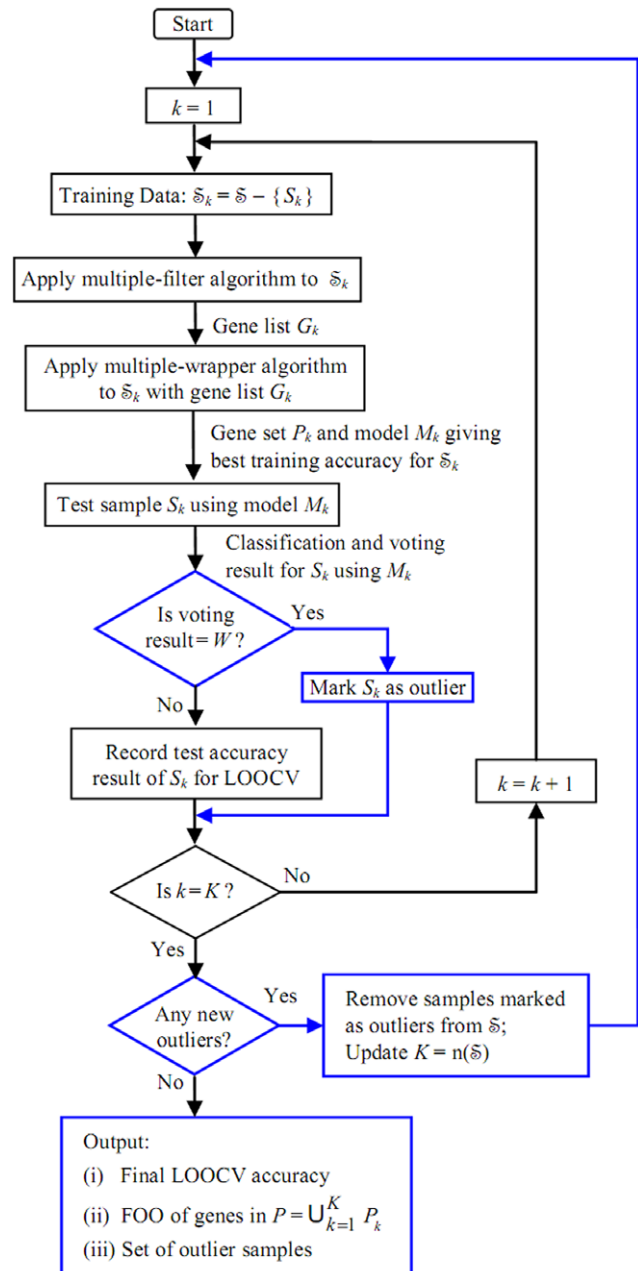 Start
k = 1
Training Data: 𝕊k = 𝕊 – {Sk}
Apply multiple-filter algorithm to 𝕊k
Gene list Gk
Apply multiple-wrapper algorithm
to 𝕊k with gene list Gk
Gene set Pk and model Mk giving
best training accuracy for 𝕊k
Test sample Sk using model Mk
Classification and voting
result for Sk using Mk
Is voting
result = W ?
Yes
Mark Sk as outlier
No
Record test accuracy
result of Sk for LOOCV
k = k + 1
Is k = K ?
No
Yes
Any new
outliers?
Yes
Remove samples marked
as outliers from 𝕊;
Update K = n(𝕊)
No
Output:
(i) Final LOOCV accuracy
(ii) FOO of genes in P = ⋃_{k=1}^{K} Pk
(iii) Set of outlier samples